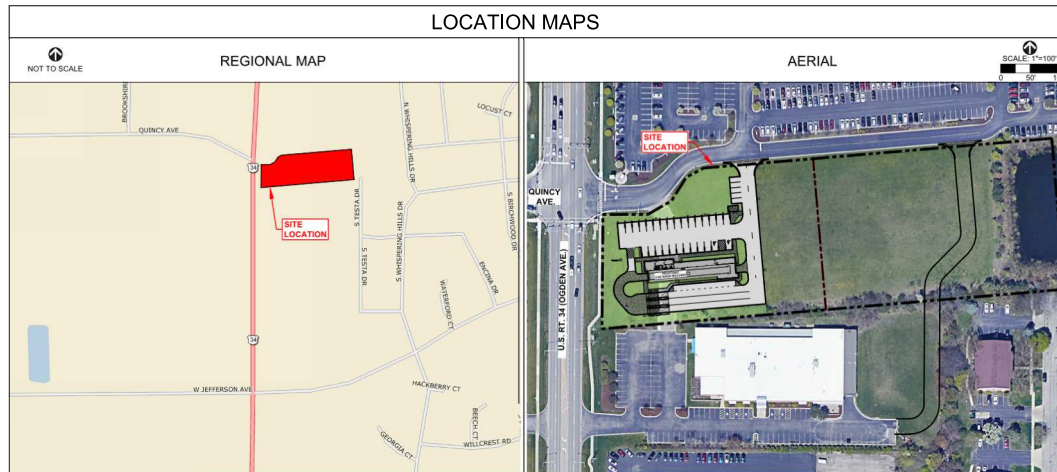 LOCATION MAPS
NOT TO SCALE
REGIONAL MAP
AERIAL
SCALE: 1"=100'
0 50' 1
BROOKSHIRE
QUINCY AVE
N. WHISPERING HILLS DR
LOCUST CT
34
SITE
LOCATION
S TESTA DR
S TESTA DR
S WHISPERING HILLS DR
S BIRCHWOOD DR
ENCINA DR
WATERFORD CT
34
W JEFFERSON AVE
HACKBERRY CT
BEECH CT
GEORGIA CT
WILLCREST RD
SITE
LOCATION
QUINCY
AVE.
U.S. RT. 34 (OGDEN AVE.)